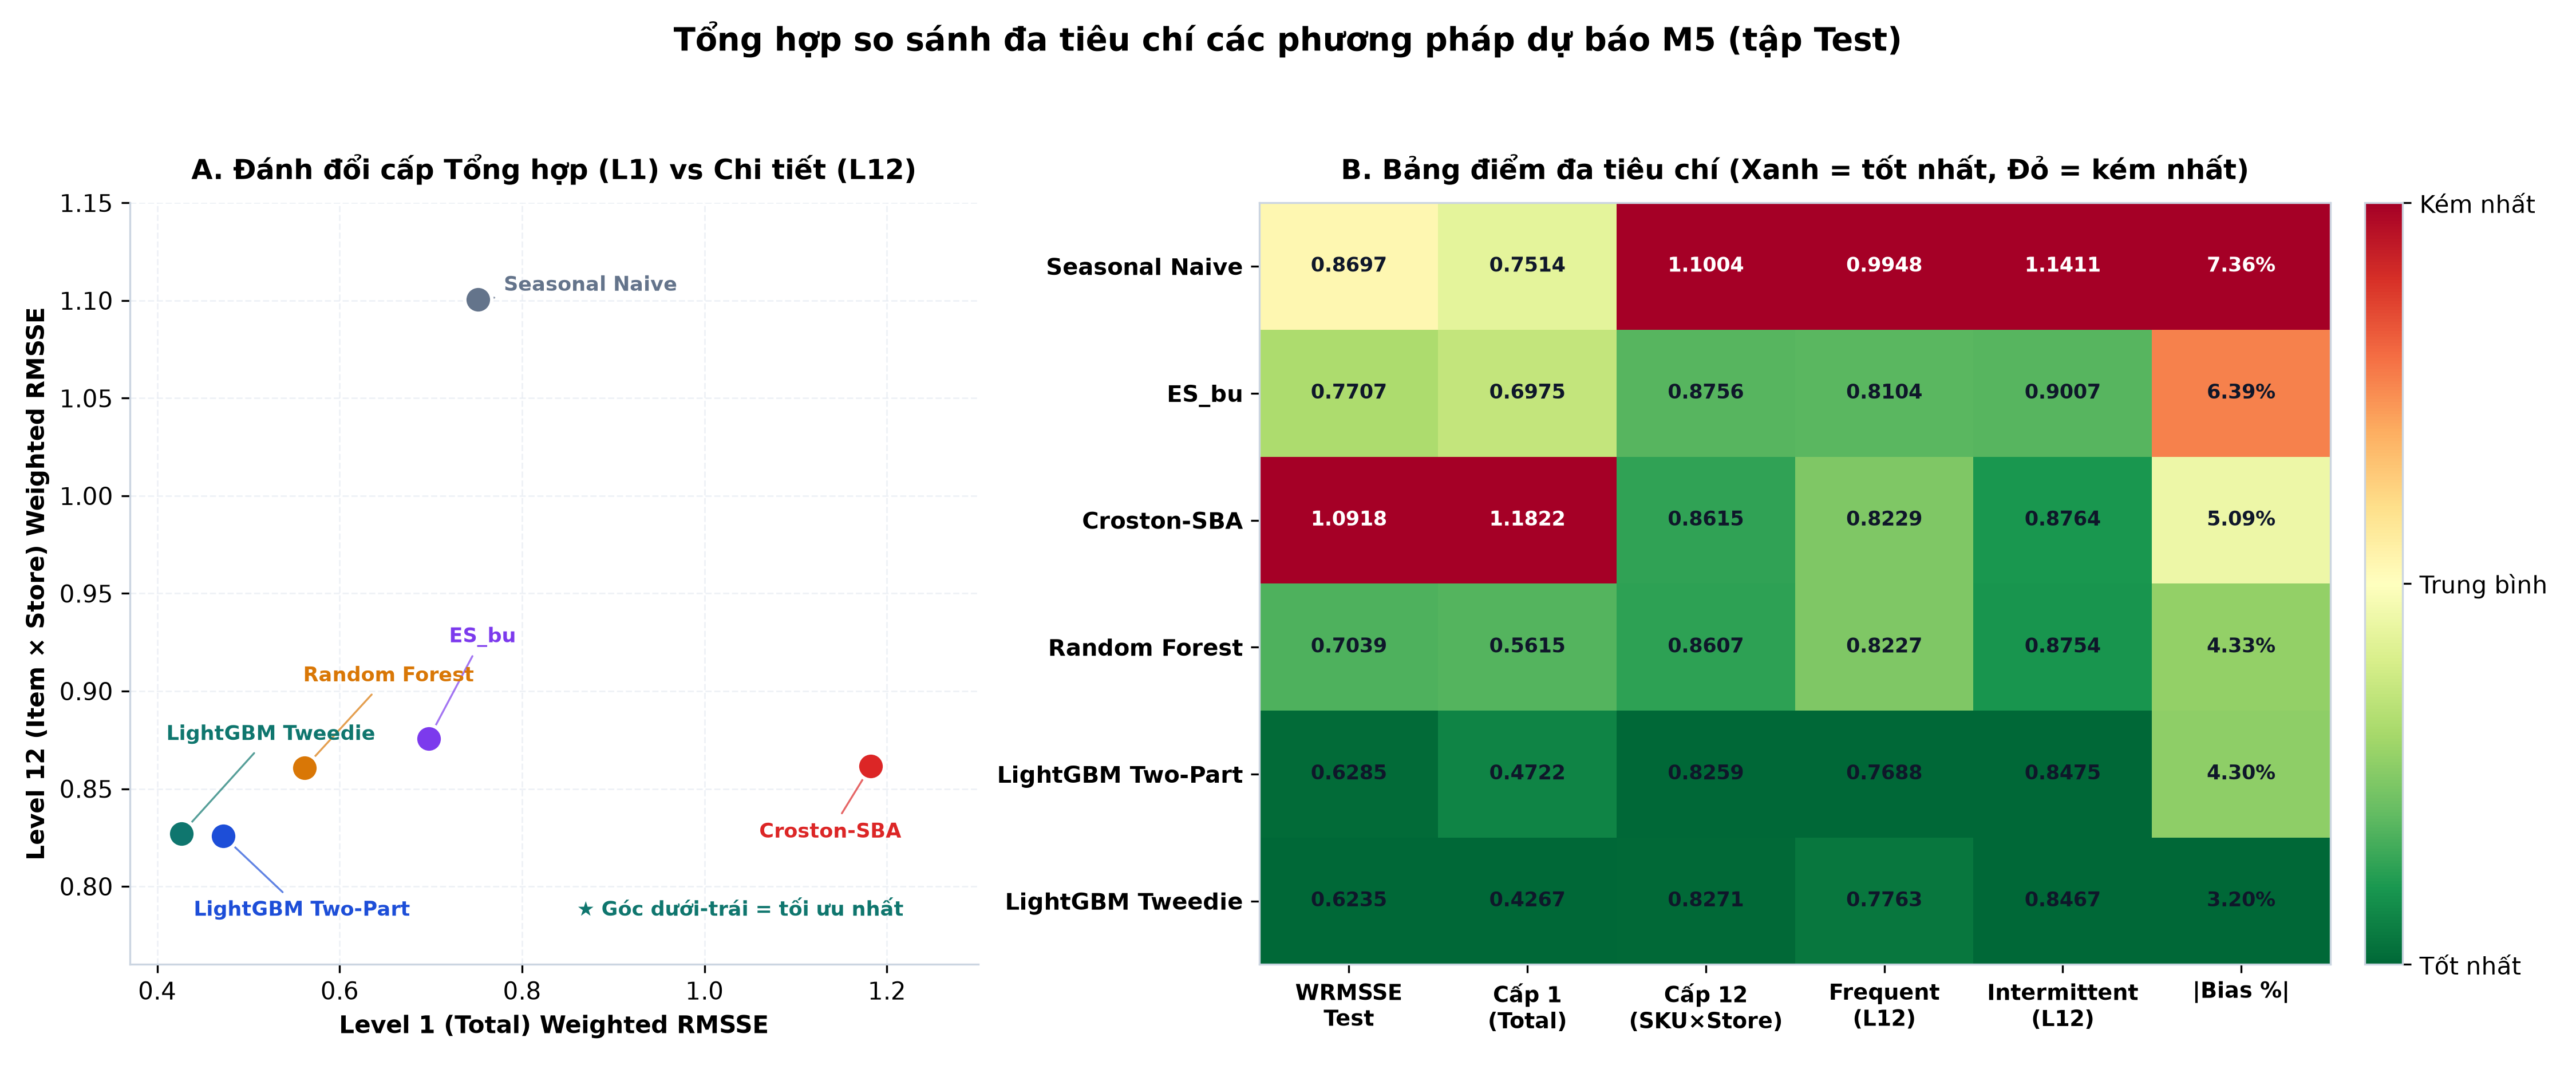 Tổng hợp so sánh đa tiêu chí các phương pháp dự báo M5 (tập Test)
A. Đánh đổi cấp Tổng hợp (L1) vs Chi tiết (L12)
Level 12 (Item × Store) Weighted RMSSE
1.15
1.10
1.05
1.00
0.95
0.90
0.85
0.80
Seasonal Naive
ES_bu
Random Forest
LightGBM Tweedie
Croston-SBA
LightGBM Two-Part
★ Góc dưới-trái = tối ưu nhất
0.4 0.6 0.8 1.0 1.2
Level 1 (Total) Weighted RMSSE
B. Bảng điểm đa tiêu chí (Xanh = tốt nhất, Đỏ = kém nhất)
Seasonal Naive 0.8697 0.7514 1.1004 0.9948 1.1411 7.36%
ES_bu 0.7707 0.6975 0.8756 0.8104 0.9007 6.39%
Croston-SBA 1.0918 1.1822 0.8615 0.8229 0.8764 5.09%
Random Forest 0.7039 0.5615 0.8607 0.8227 0.8754 4.33%
LightGBM Two-Part 0.6285 0.4722 0.8259 0.7688 0.8475 4.30%
LightGBM Tweedie 0.6235 0.4267 0.8271 0.7763 0.8467 3.20%
WRMSSE
Test
Cấp 1
(Total)
Cấp 12
(SKU×Store)
Frequent
(L12)
Intermittent
(L12)
|Bias %|
Kém nhất
Trung bình
Tốt nhất